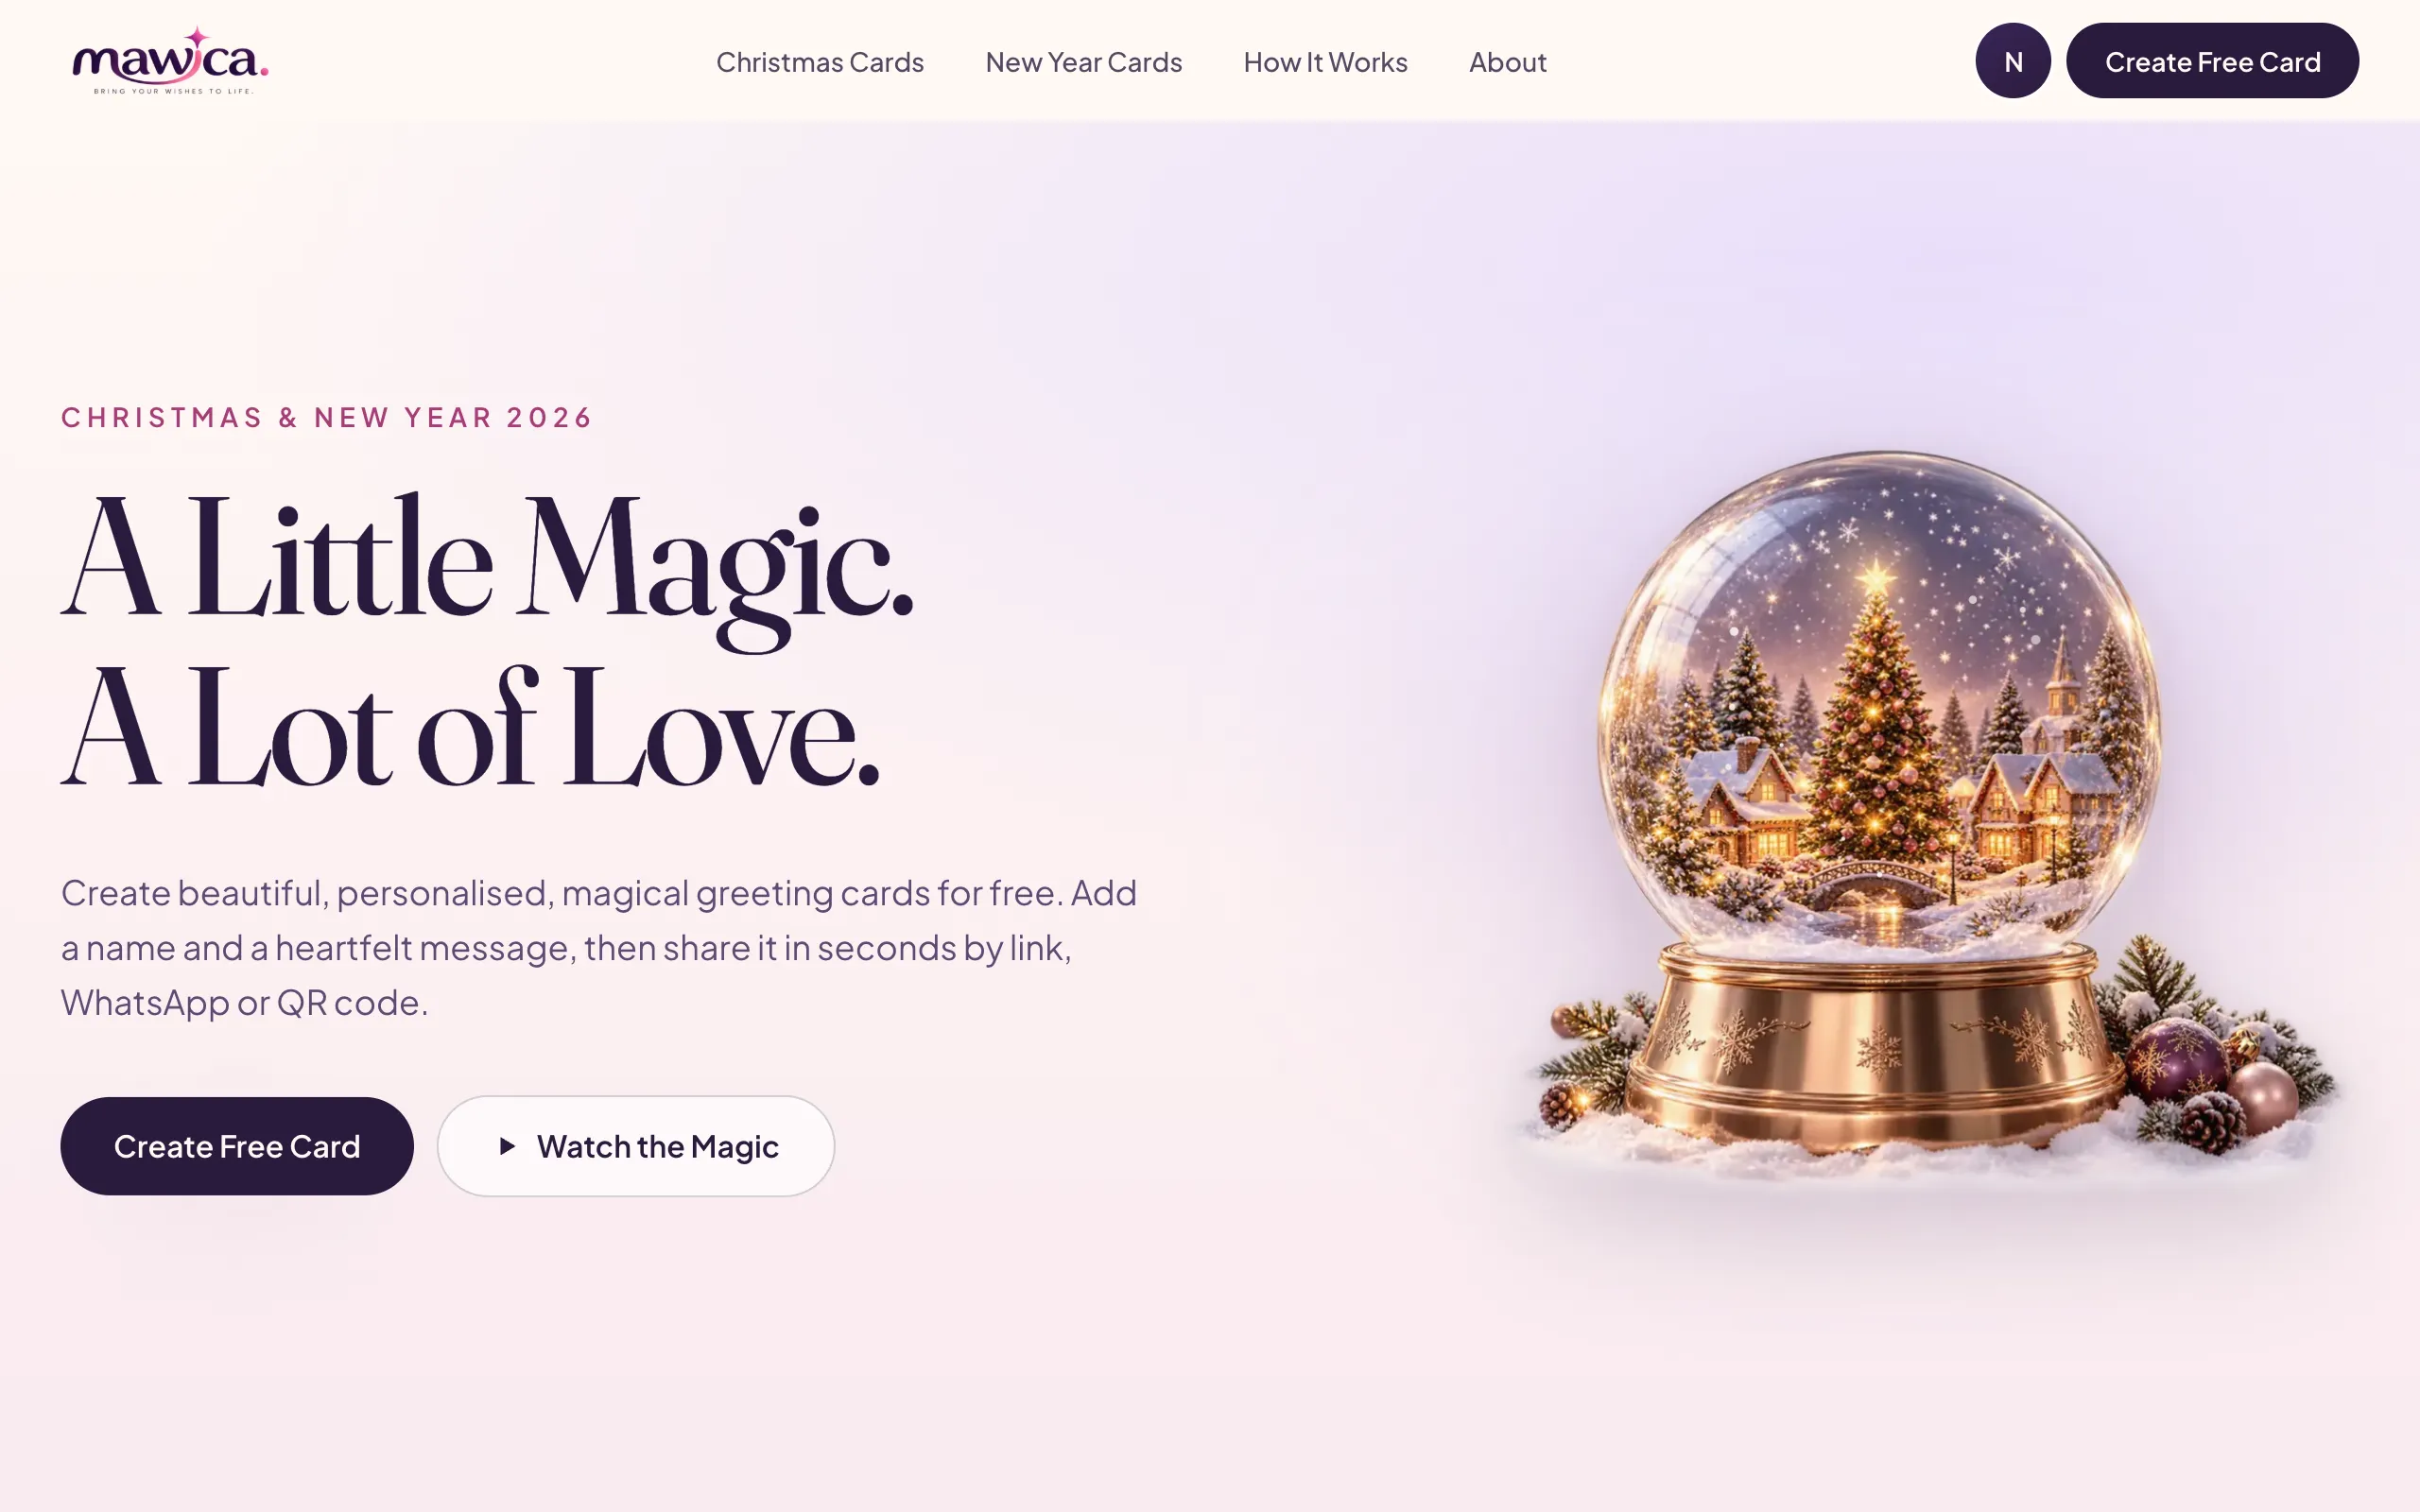 mawica.
BRING YOUR WISHES TO LIFE.
Christmas Cards
New Year Cards
How It Works
About
N
Create Free Card
CHRISTMAS & NEW YEAR 2026
A Little Magic.
A Lot of Love.
Create beautiful, personalised, magical greeting cards for free. Add
a name and a heartfelt message, then share it in seconds by link,
WhatsApp or QR code.
Create Free Card
Watch the Magic